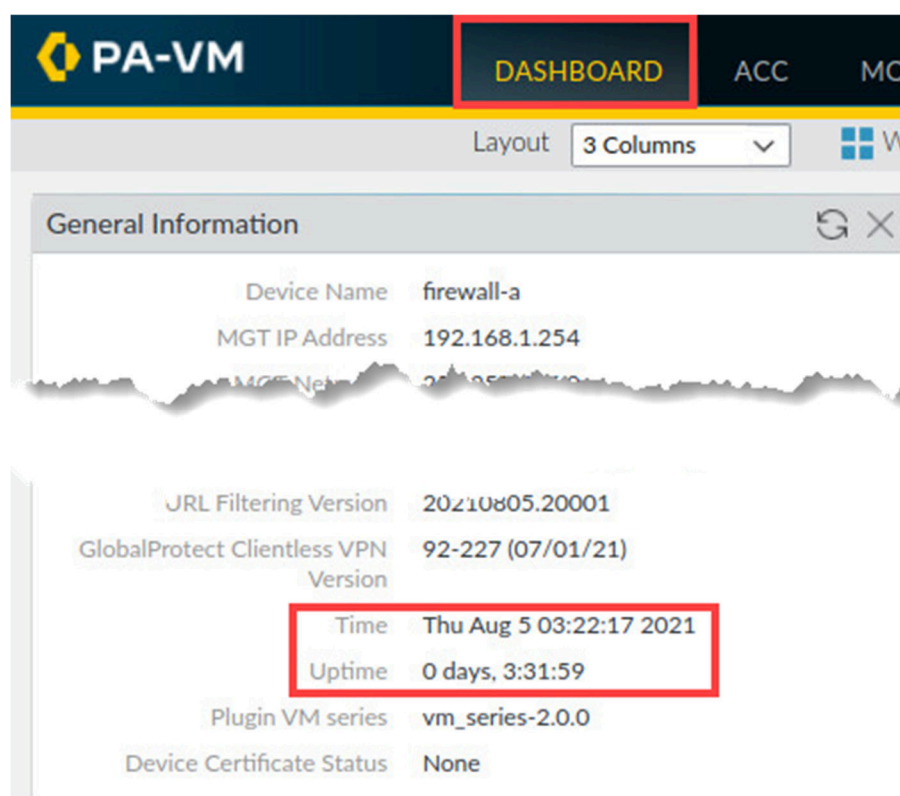 PA-VM
DASHBOARD
ACC
Layout
3 Columns
General Information
Device Name firewall-a
MGT IP Address 192.168.1.254
URL Filtering Version 20210805.20001
GlobalProtect Clientless VPN 92-227 (07/01/21)
Version
Time Thu Aug 5 03:22:17 2021
Uptime 0 days, 3:31:59
Plugin VM series vm_series-2.0.0
Device Certificate Status None